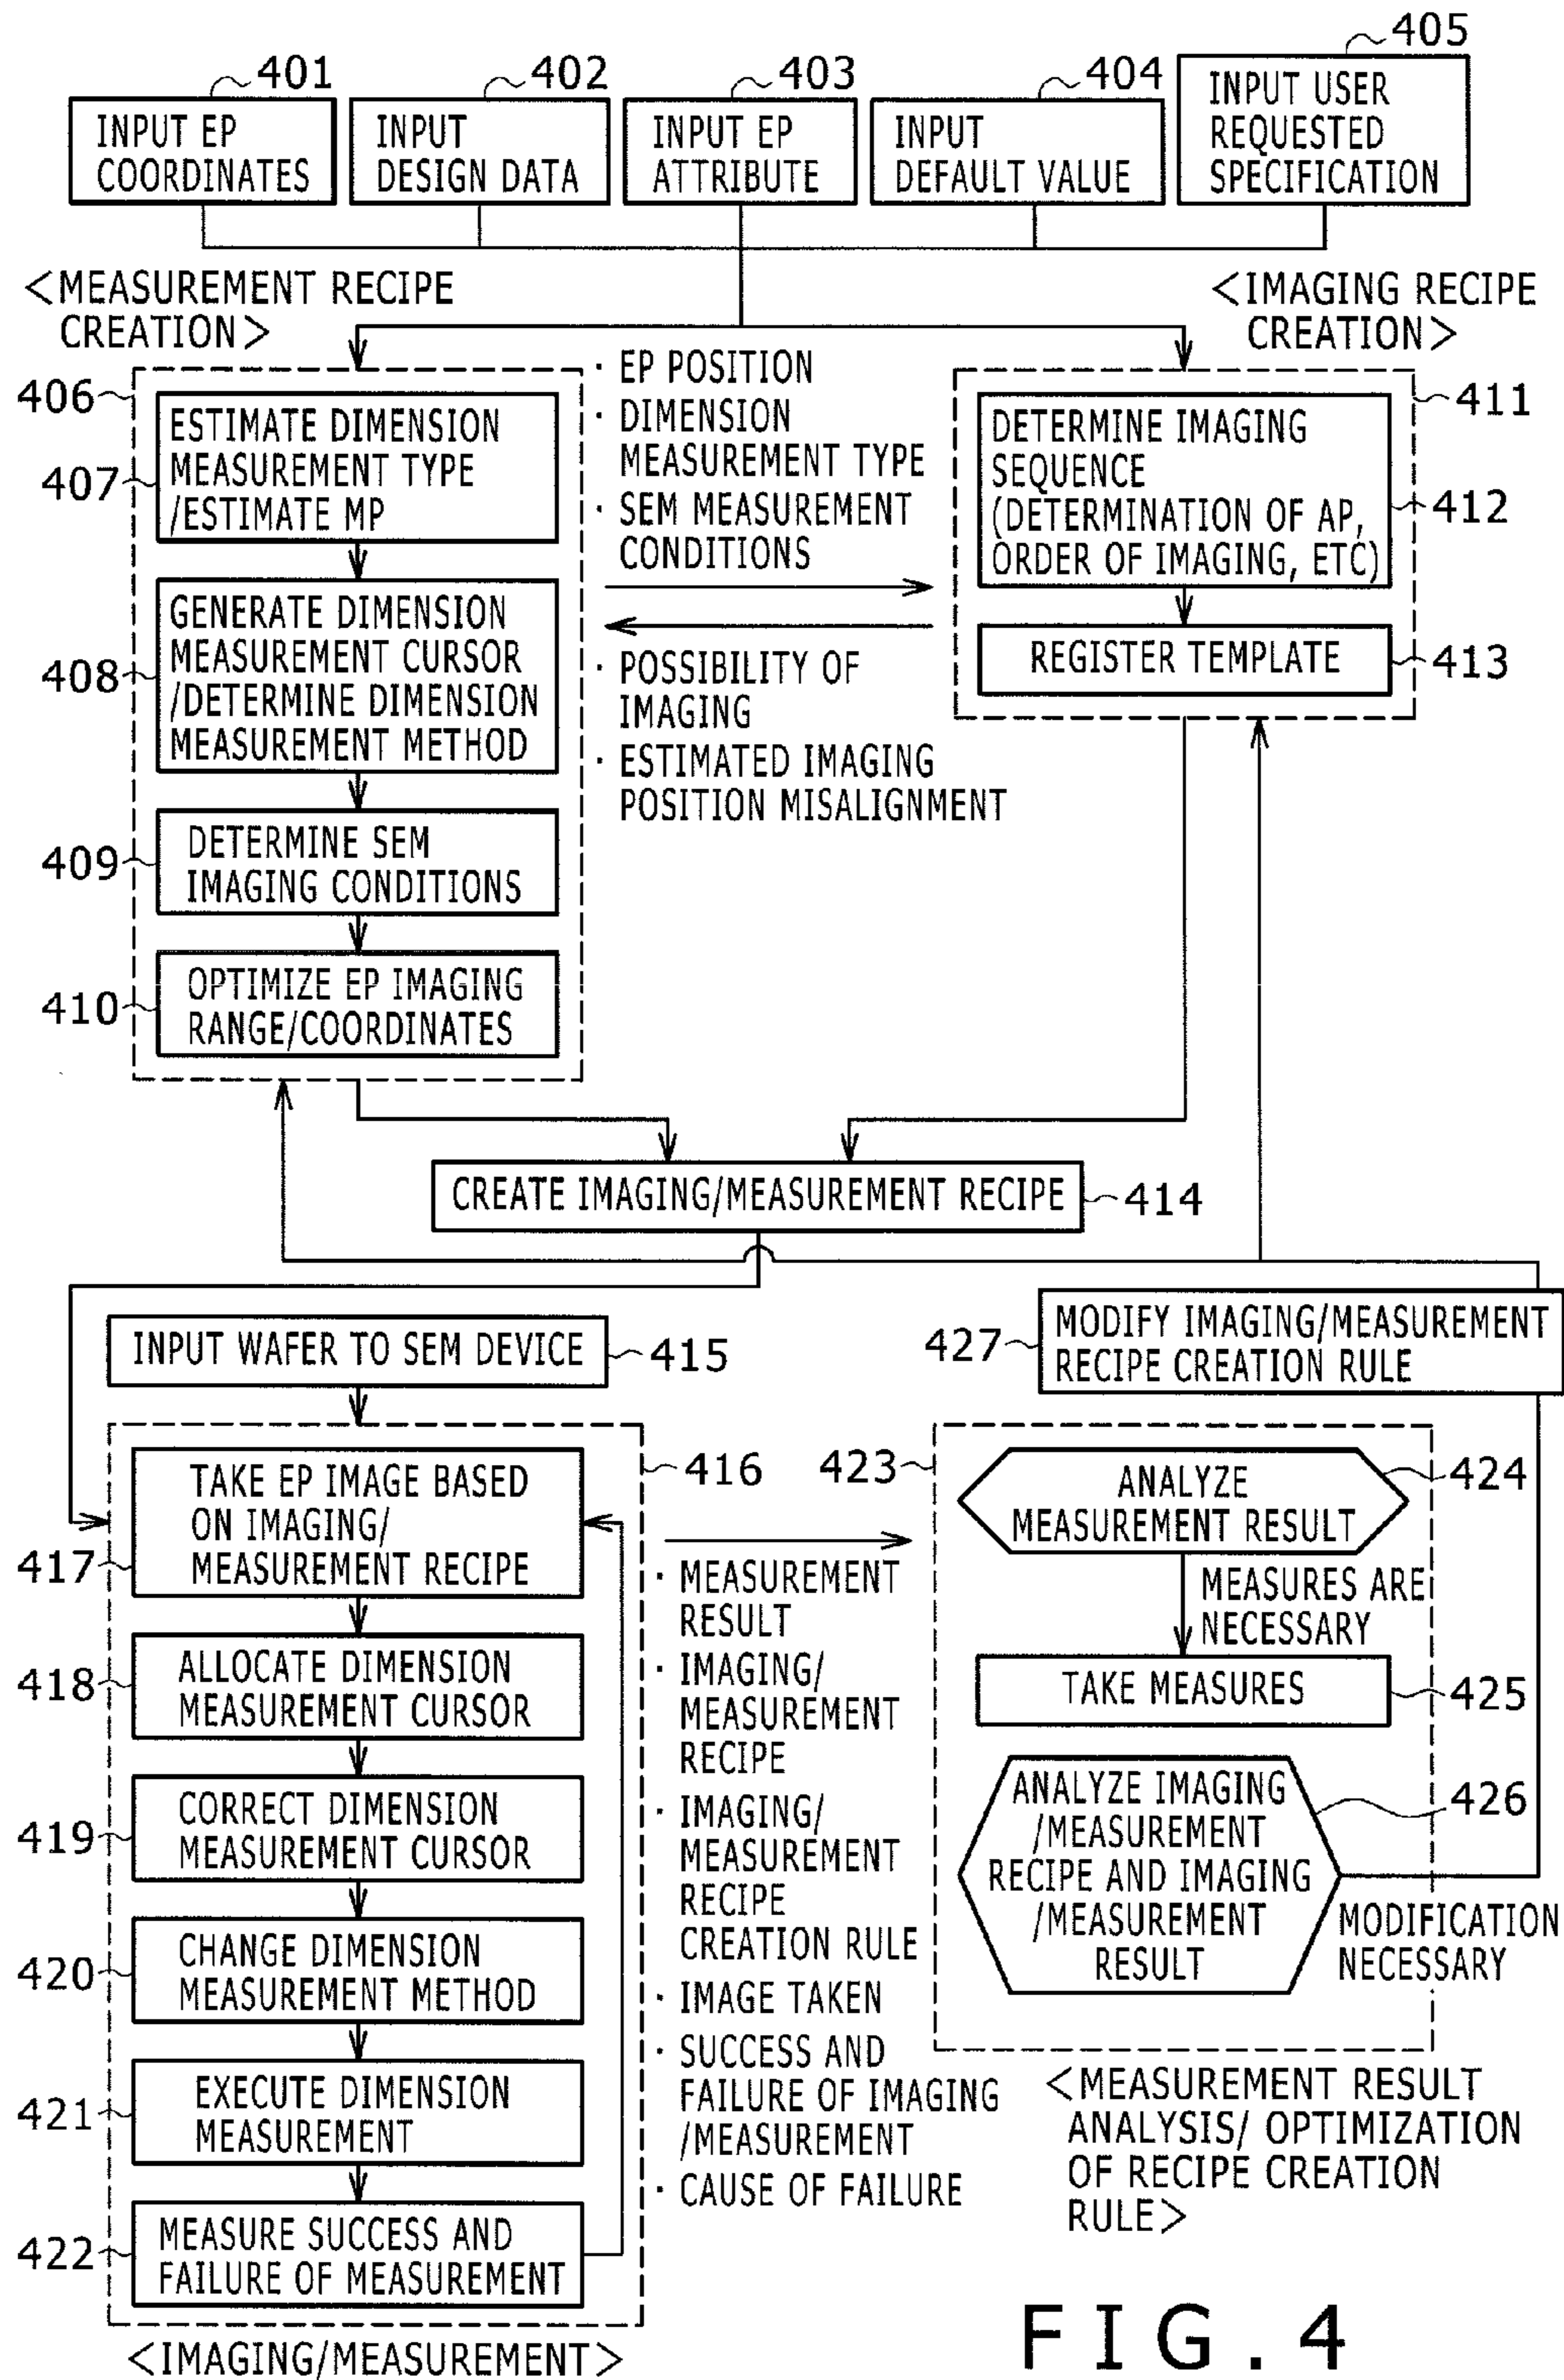 401
402
403
404
405
INPUT EP
COORDINATES
INPUT
DESIGN DATA
INPUT EP
ATTRIBUTE
INPUT
DEFAULT VALUE
INPUT USER
REQUESTED
SPECIFICATION
<MEASUREMENT RECIPE
CREATION>
<IMAGING RECIPE
CREATION>
406
407
ESTIMATE DIMENSION
MEASUREMENT TYPE
/ESTIMATE MP
408
GENERATE DIMENSION
MEASUREMENT CURSOR
/DETERMINE DIMENSION
MEASUREMENT METHOD
409
DETERMINE SEM
IMAGING CONDITIONS
410
OPTIMIZE EP IMAGING
RANGE/COORDINATES
· EP POSITION
· DIMENSION
MEASUREMENT TYPE
· SEM MEASUREMENT
CONDITIONS
· POSSIBILITY OF
IMAGING
· ESTIMATED IMAGING
POSITION MISALIGNMENT
411
DETERMINE IMAGING
SEQUENCE
(DETERMINATION OF AP,
ORDER OF IMAGING, ETC)
412
REGISTER TEMPLATE
413
CREATE IMAGING/MEASUREMENT RECIPE
414
INPUT WAFER TO SEM DEVICE
415
427
MODIFY IMAGING/MEASUREMENT
RECIPE CREATION RULE
416
417
TAKE EP IMAGE BASED
ON IMAGING/
MEASUREMENT RECIPE
418
ALLOCATE DIMENSION
MEASUREMENT CURSOR
419
CORRECT DIMENSION
MEASUREMENT CURSOR
420
CHANGE DIMENSION
MEASUREMENT METHOD
421
EXECUTE DIMENSION
MEASUREMENT
422
MEASURE SUCCESS AND
FAILURE OF MEASUREMENT
<IMAGING/MEASUREMENT>
· MEASUREMENT
RESULT
· IMAGING/
MEASUREMENT
RECIPE
· IMAGING/
MEASUREMENT
RECIPE
CREATION RULE
· IMAGE TAKEN
· SUCCESS AND
FAILURE OF IMAGING
/MEASUREMENT
· CAUSE OF FAILURE
423
ANALYZE
MEASUREMENT RESULT
424
MEASURES ARE
NECESSARY
TAKE MEASURES
425
ANALYZE IMAGING
/MEASUREMENT
RECIPE AND IMAGING
/MEASUREMENT
RESULT
426
MODIFICATION
NECESSARY
<MEASUREMENT RESULT
ANALYSIS/ OPTIMIZATION
OF RECIPE CREATION
RULE>
FIG.4